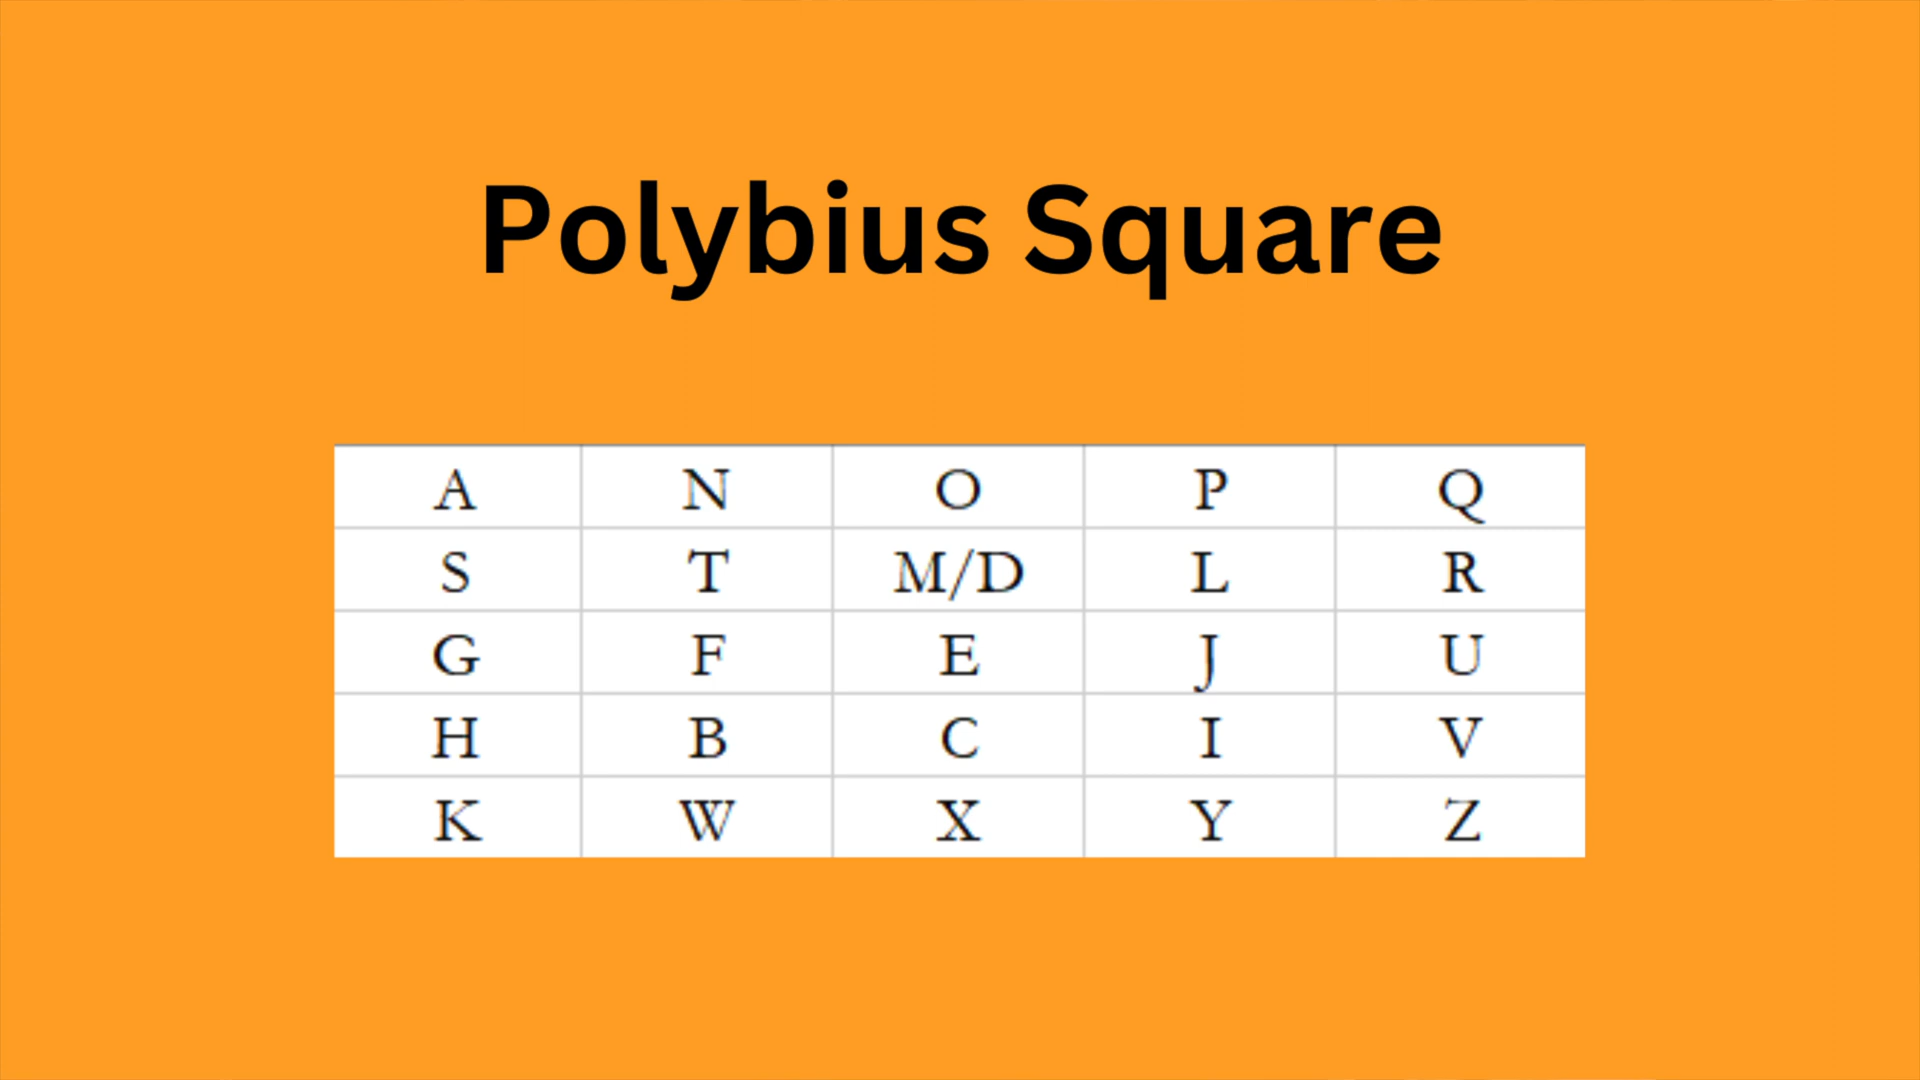 Polybius Square
A N O P Q
S T M/D L R
G F E J U
H B C I V
K W X Y Z